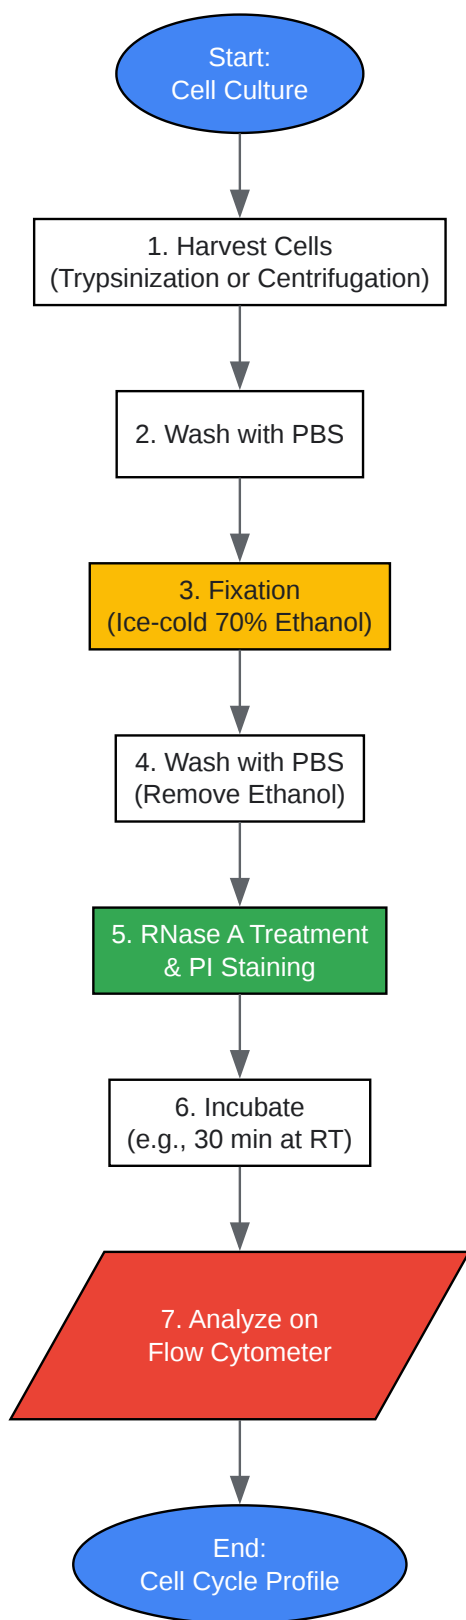 Start:
Cell Culture
1. Harvest Cells
(Trypsinization or Centrifugation)
2. Wash with PBS
3. Fixation
(Ice-cold 70% Ethanol)
4. Wash with PBS
(Remove Ethanol)
5. RNase A Treatment
& PI Staining
6. Incubate
(e.g., 30 min at RT)
7. Analyze on
Flow Cytometer
End:
Cell Cycle Profile